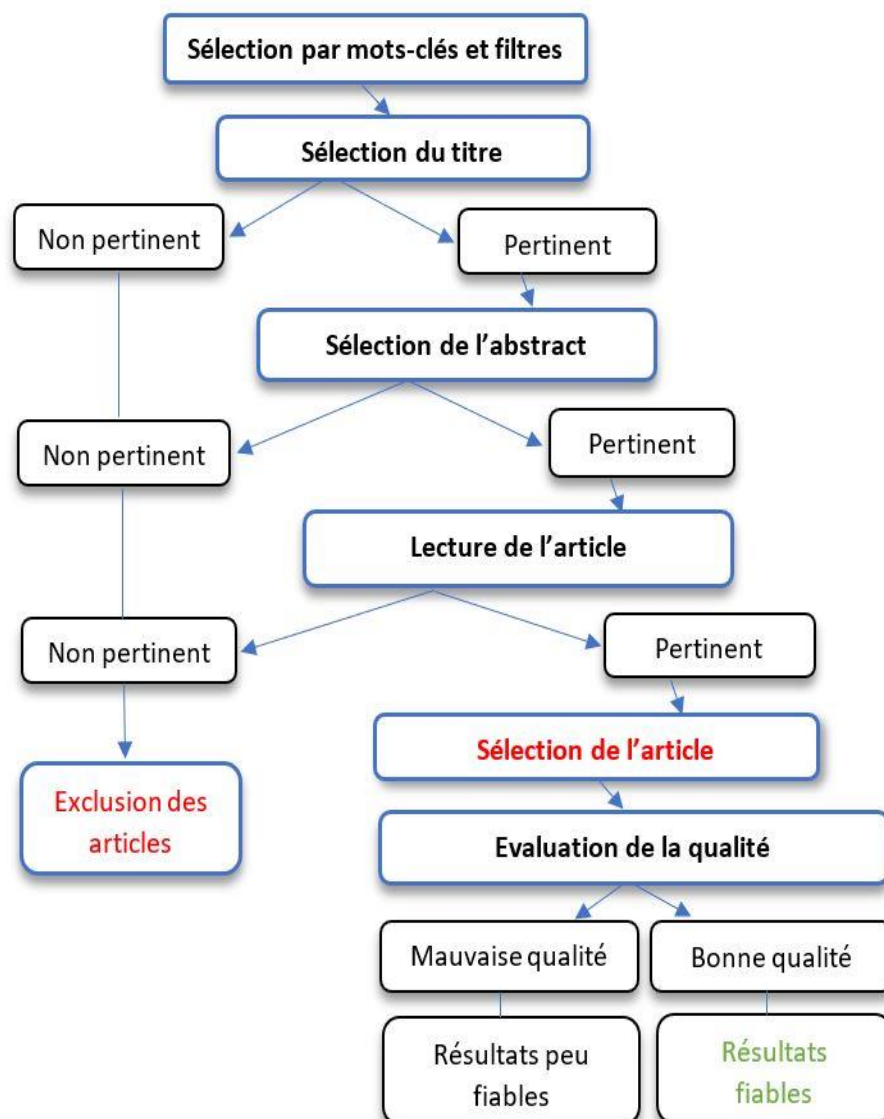 Sélection par mots-clés et filtres
Sélection du titre
Non pertinent
Pertinent
Sélection de l’abstract
Non pertinent
Pertinent
Lecture de l’article
Non pertinent
Pertinent
Sélection de l’article
Exclusion des
articles
Evaluation de la qualité
Mauvaise qualité
Bonne qualité
Résultats peu
fiables
Résultats
fiables